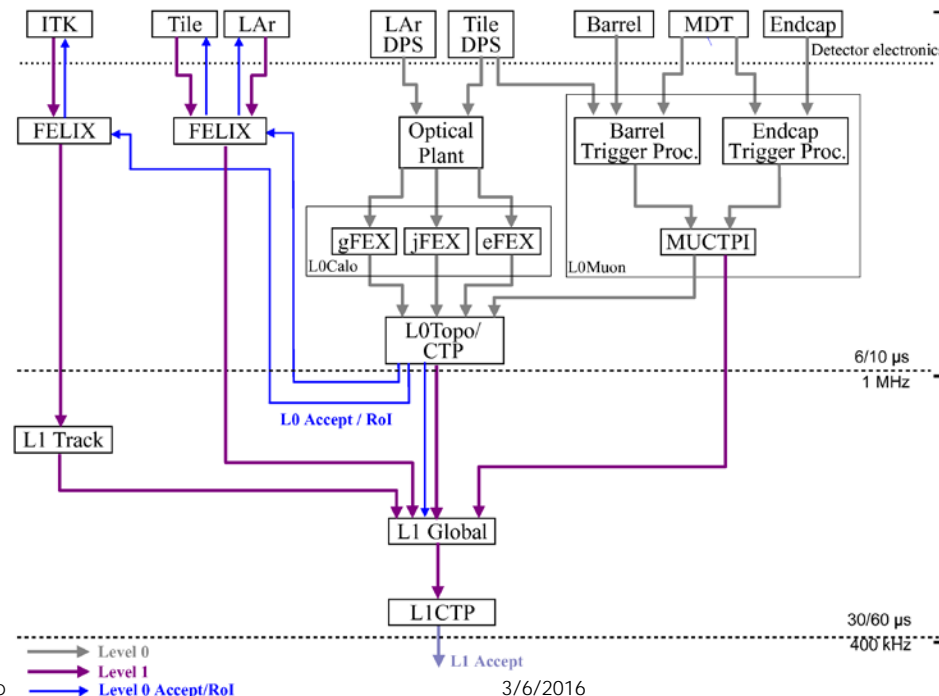 ITK
Tile
LAr
LAr
DPS
Tile
DPS
Barrel
MDT
Endcap
Detector electronics
FELIX
FELIX
Optical
Plant
Barrel
Trigger Proc.
Endcap
Trigger Proc.
gFEX
jFEX
eFEX
MUCTPI
L0Calo
L0Muon
L0Topo/
CTP
6/10 µs
1 MHz
L0 Accept / RoI
L1 Track
L1 Global
L1CTP
30/60 µs
400 kHz
Level 0
L1 Accept
Level 1
Level 0 Accept/RoI
3/6/2016